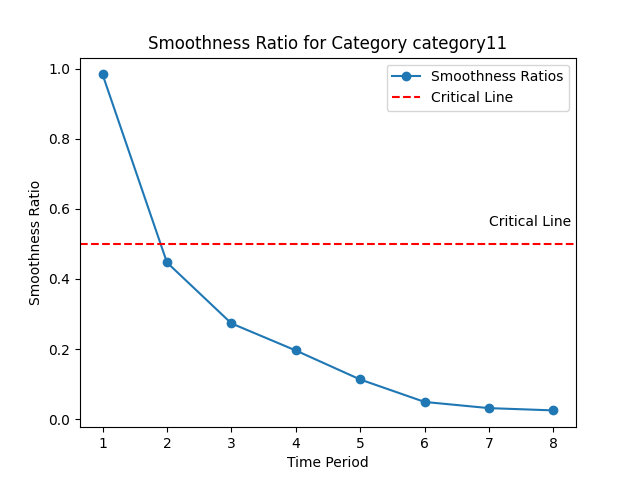 Smoothness Ratio for Category category11
Smoothness Ratios
Critical Line
Critical Line
Smoothness Ratio
1.0
0.8
0.6
0.4
0.2
0.0
1 2 3 4 5 6 7 8
Time Period